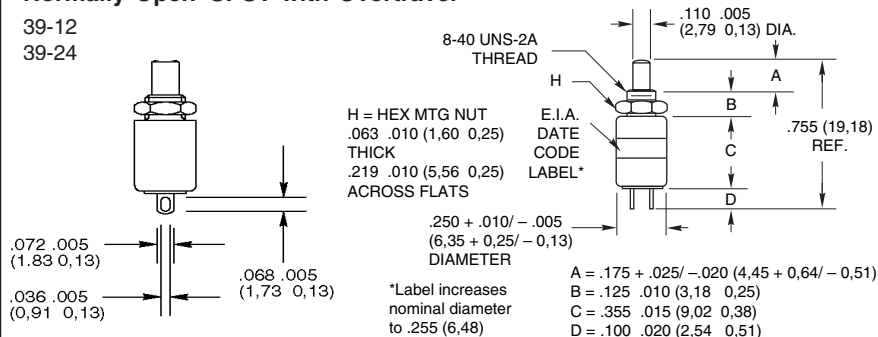 39-12
39-24
8-40 UNS-2A
THREAD
H
.110 .005
(2,79 0,13) DIA.
A
B
C
D
.755 (19,18)
REF.
H = HEX MTG NUT
.063 .010 (1,60 0,25)
THICK
.219 .010 (5,56 0,25)
ACROSS FLATS
E.I.A.
DATE
CODE
LABEL*
.250 + .010/ – .005
(6,35 + 0,25/ – 0,13)
DIAMETER
.072 .005
(1.83 0,13)
.036 .005
(0,91 0,13)
.068 .005
(1,73 0,13)
*Label increases
nominal diameter
to .255 (6,48)
A = .175 + .025/ –.020 (4,45 + 0,64/ – 0,51)
B = .125 .010 (3,18 0,25)
C = .355 .015 (9,02 0,38)
D = .100 .020 (2,54 0,51)